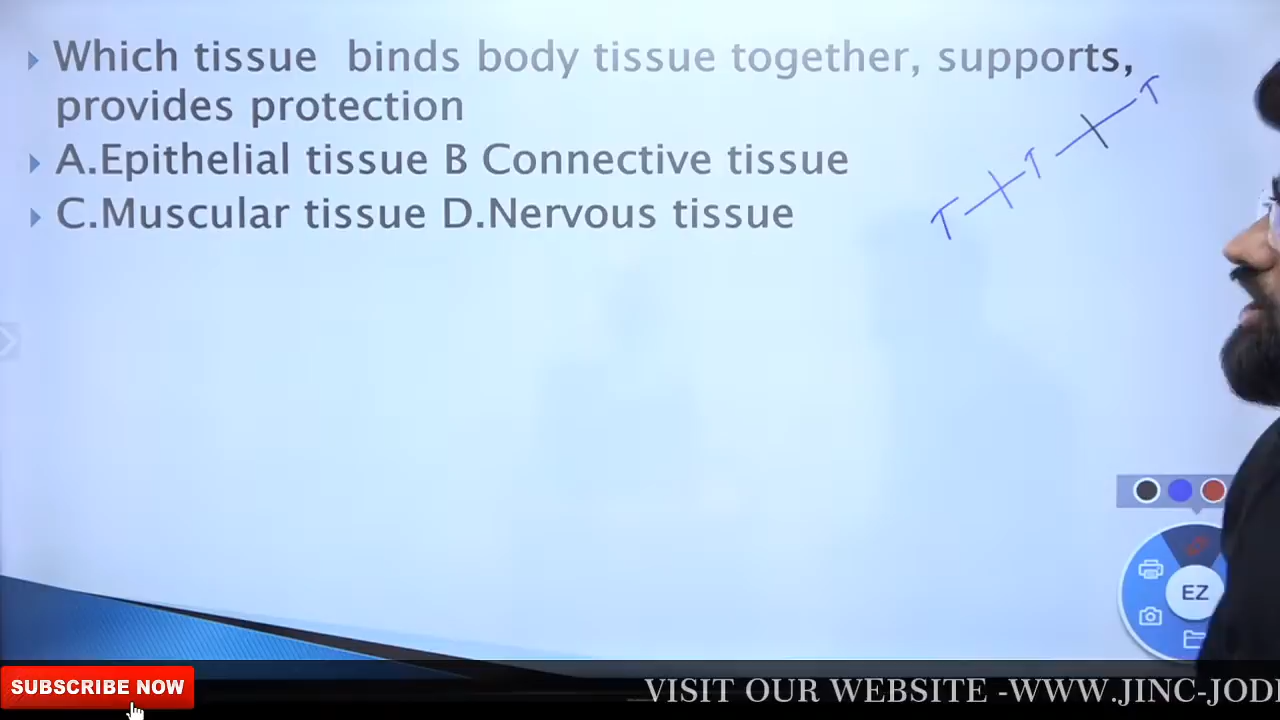 Which tissue binds body tissue together, supports,
provides protection
A.Epithelial tissue B Connective tissue
C.Muscular tissue D.Nervous tissue
T T T
EZ
SUBSCRIBE NOW
VISIT OUR WEBSITE -WWW.JINC-JODI